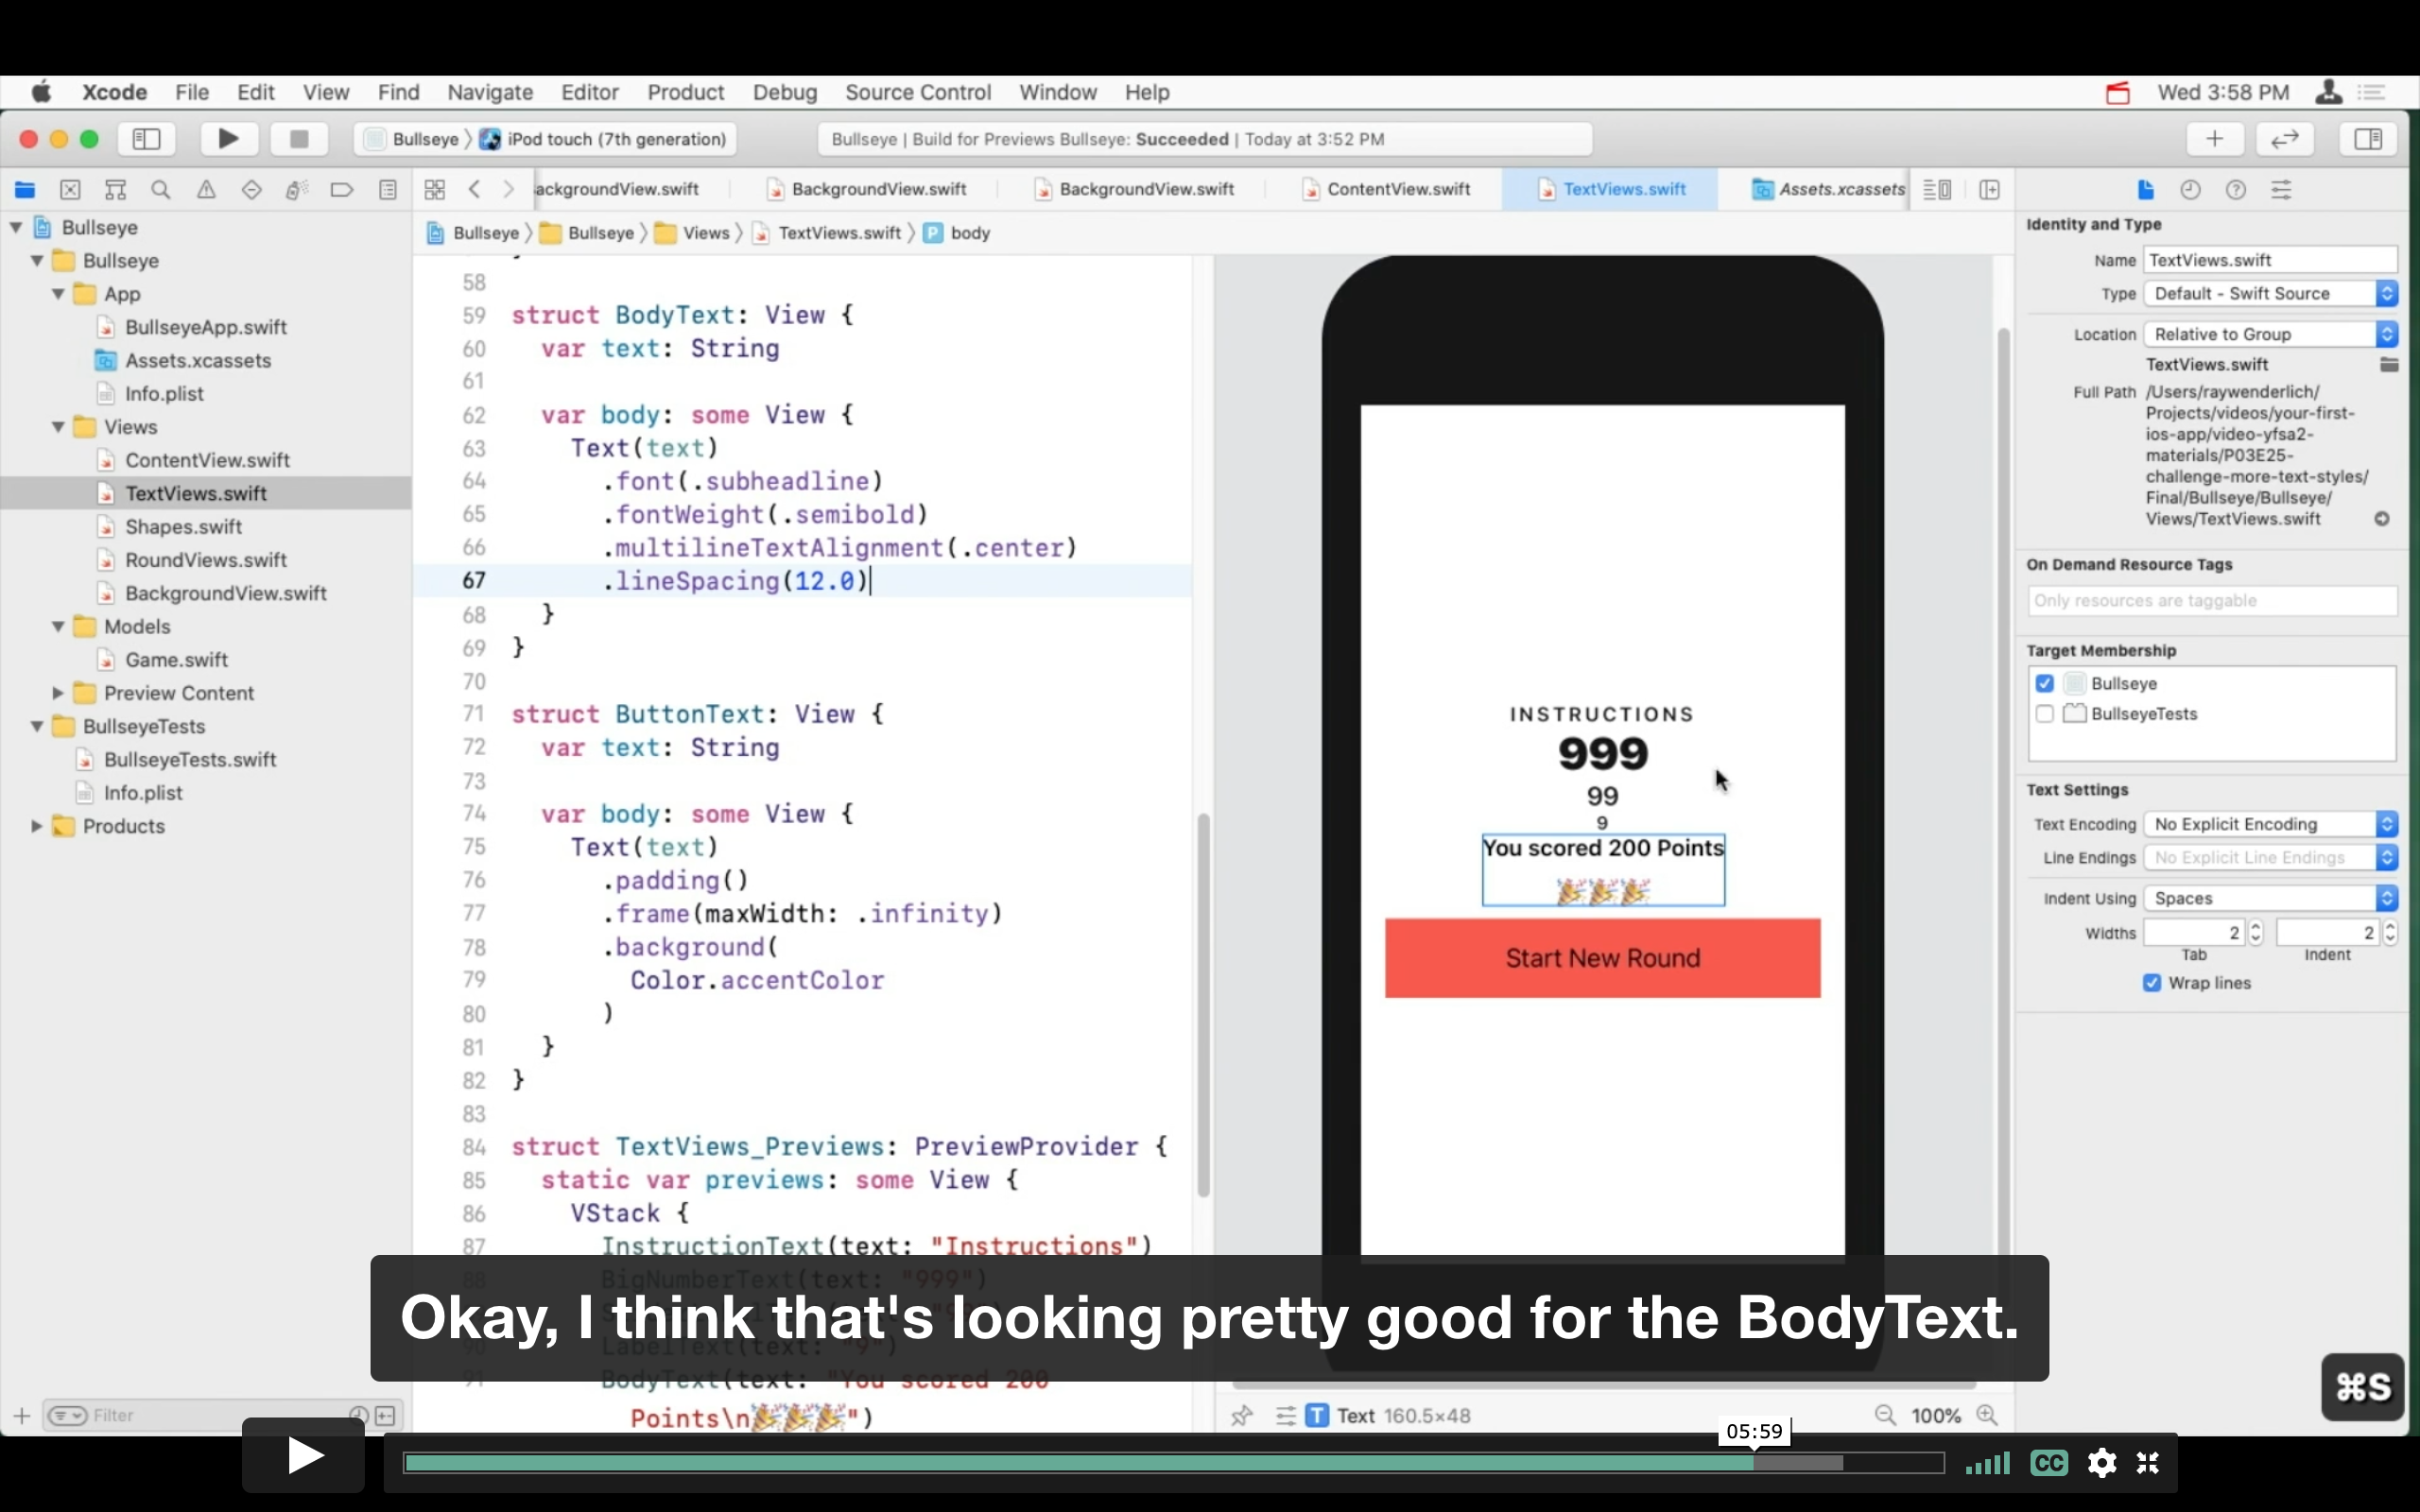 Xcode File Edit View Find Navigate Editor Product Debug Source Control Window Help Wed 3:58 PM
Bullseye 〉 iPod touch (7th generation)
Bullseye | Build for Previews Bullseye: Succeeded | Today at 3:52 PM
ackgroundView.swift BackgroundView.swift BackgroundView.swift ContentView.swift TextViews.swift Assets.xcassets
Bullseye 〉 Bullseye 〉 Views 〉 TextViews.swift 〉 P body
Bullseye
Bullseye
App
BullseyeApp.swift
Assets.xcassets
Info.plist
Views
ContentView.swift
TextViews.swift
Shapes.swift
RoundViews.swift
BackgroundView.swift
Models
Game.swift
Preview Content
BullseyeTests
BullseyeTests.swift
Info.plist
Products
Filter
58
59 struct BodyText: View {
60 var text: String
61
62 var body: some View {
63 Text(text)
64 .font(.subheadline)
65 .fontWeight(.semibold)
66 .multilineTextAlignment(.center)
67 .lineSpacing(12.0)
68 }
69 }
70
71 struct ButtonText: View {
72 var text: String
73
74 var body: some View {
75 Text(text)
76 .padding()
77 .frame(maxWidth: .infinity)
78 .background(
79 Color.accentColor
80 )
81 }
82 }
83
84 struct TextViews_Previews: PreviewProvider {
85 static var previews: some View {
86 VStack {
87 InstructionText(text: "Instructions")
88 BigNumberText(text: "999")
90 LabelText(text: "9")
91 BodyText(text: "You scored 200
Points\n🎉🎉🎉")
INSTRUCTIONS
999
99
9
You scored 200 Points
🎉🎉🎉
Start New Round
T Text 160.5×48
100%
Identity and Type
Name TextViews.swift
Type Default - Swift Source
Location Relative to Group
TextViews.swift
Full Path /Users/raywenderlich/
Projects/videos/your-first-
ios-app/video-yfsa2-
materials/P03E25-
challenge-more-text-styles/
Final/Bullseye/Bullseye/
Views/TextViews.swift
On Demand Resource Tags
Only resources are taggable
Target Membership
Bullseye
BullseyeTests
Text Settings
Text Encoding No Explicit Encoding
Line Endings No Explicit Line Endings
Indent Using Spaces
Widths 2 2
Tab Indent
Wrap lines
Okay, I think that's looking pretty good for the BodyText.
⌘S
05:59
CC